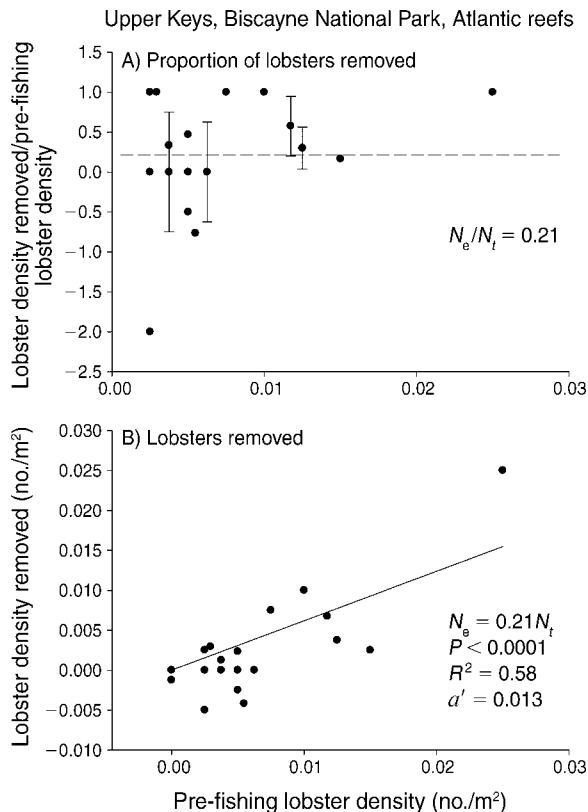 Upper Keys, Biscayne National Park, Atlantic reefs
A) Proportion of lobsters removed
Lobster density removed/pre-fishing
lobster density
1.5
1.0
0.5
0.0
−0.5
−1.0
−1.5
−2.0
−2.5
Nₑ/Nₜ = 0.21
0.00
0.01
0.02
0.03
B) Lobsters removed
Lobster density removed (no./m²)
0.030
0.025
0.020
0.015
0.010
0.005
0.000
−0.005
−0.010
Nₑ = 0.21Nₜ
P < 0.0001
R² = 0.58
a′ = 0.013
0.00
0.01
0.02
0.03
Pre-fishing lobster density (no./m²)